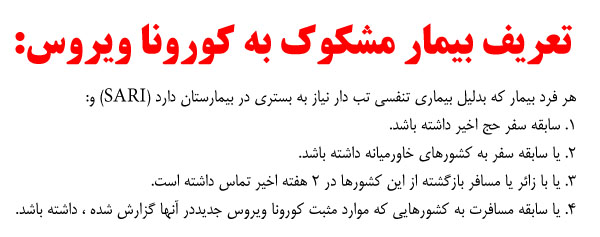 تعریف بیمار مشکوک به کورونا ویروس:
هر فرد بیمار که بدلیل بیماری تنفسی تب دار نیاز به بستری در بیمارستان دارد (SARI) و:
۱. سابقه سفر حج اخیر داشته باشد.
۲. یا سابقه سفر به کشورهای خاورمیانه داشته باشد.
۳. یا با زائر یا مسافر بازگشته از این کشورها در ۲ هفته اخیر تماس داشته است.
۴. یا سابقه مسافرت به کشورهایی که موارد مثبت کورونا ویروس جدیددر آنها گزارش شده ، داشته باشد.